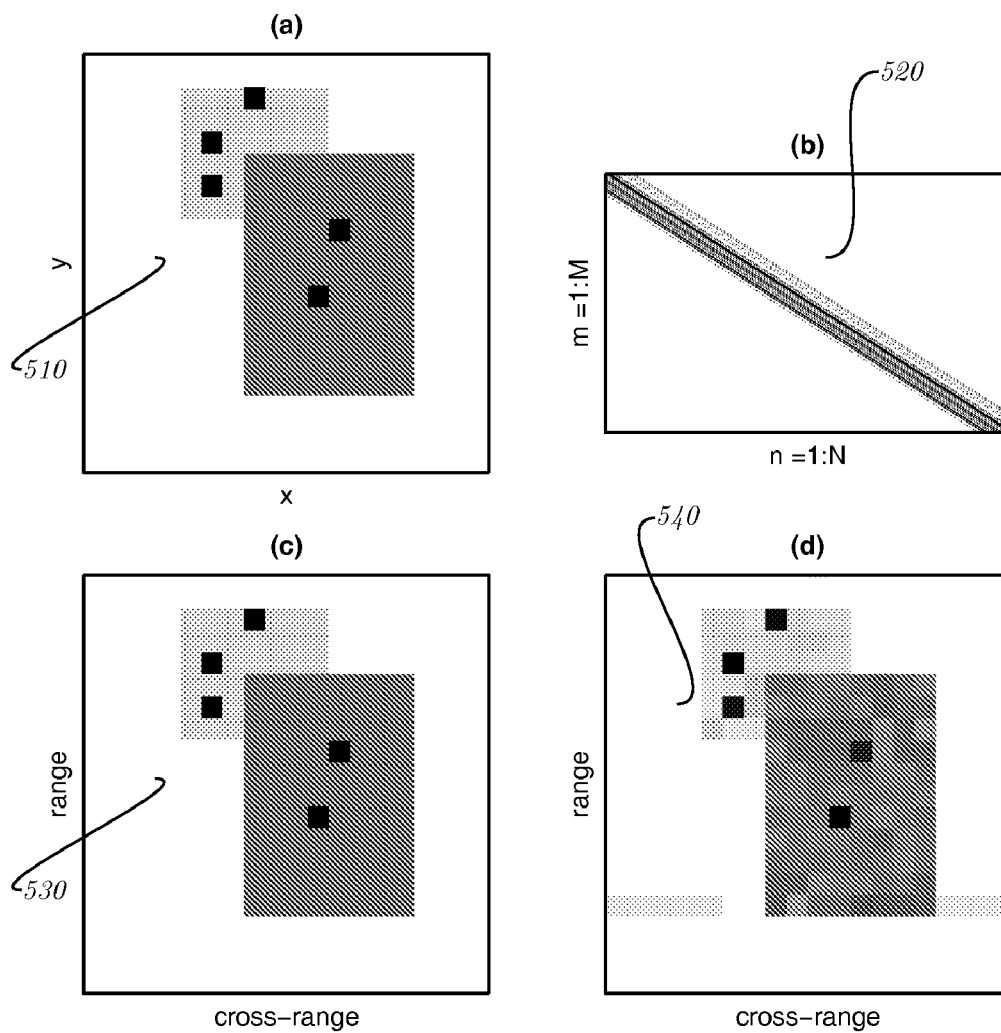 (a)
520
(b)
y
m =1:M
510
n =1:N
x
540
(c)
(d)
range
range
530
cross-range
cross-range